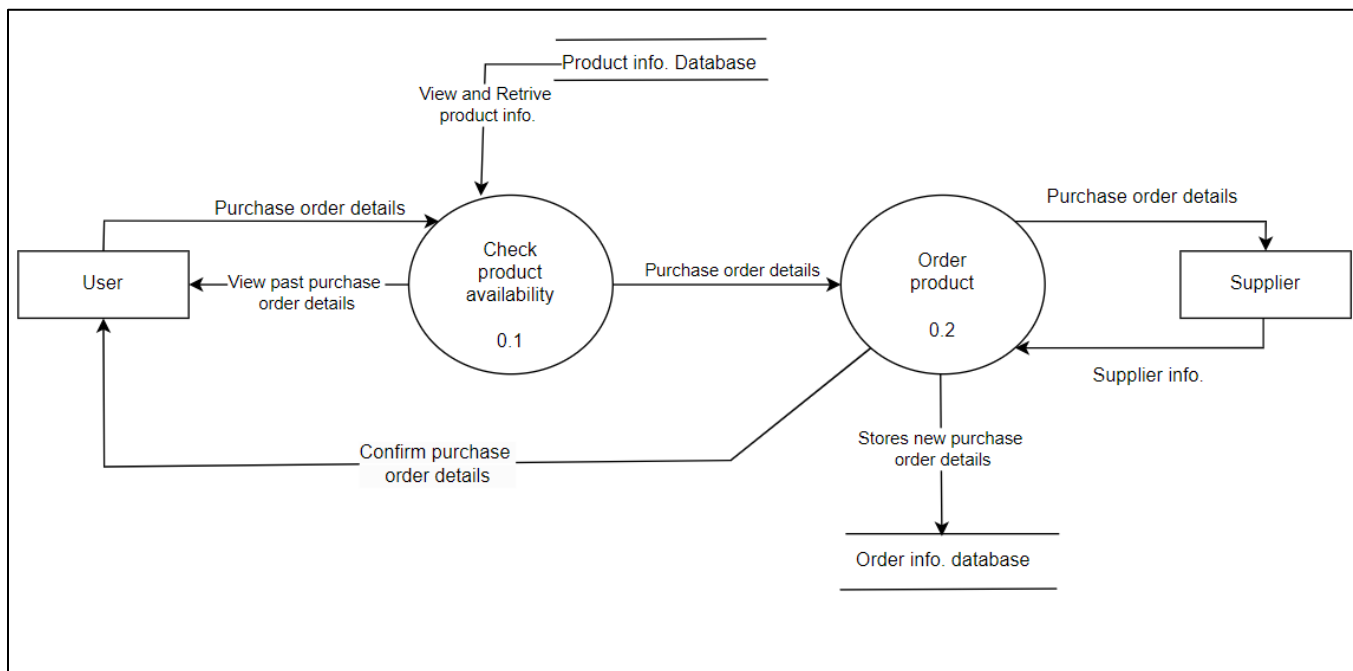 Product info. Database
View and Retrive
product info.
Purchase order details
Purchase order details
Check
product
availability
0.1
Order
product
0.2
User
View past purchase
order details
Purchase order details
Supplier
Supplier info.
Confirm purchase
order details
Stores new purchase
order details
Order info. database